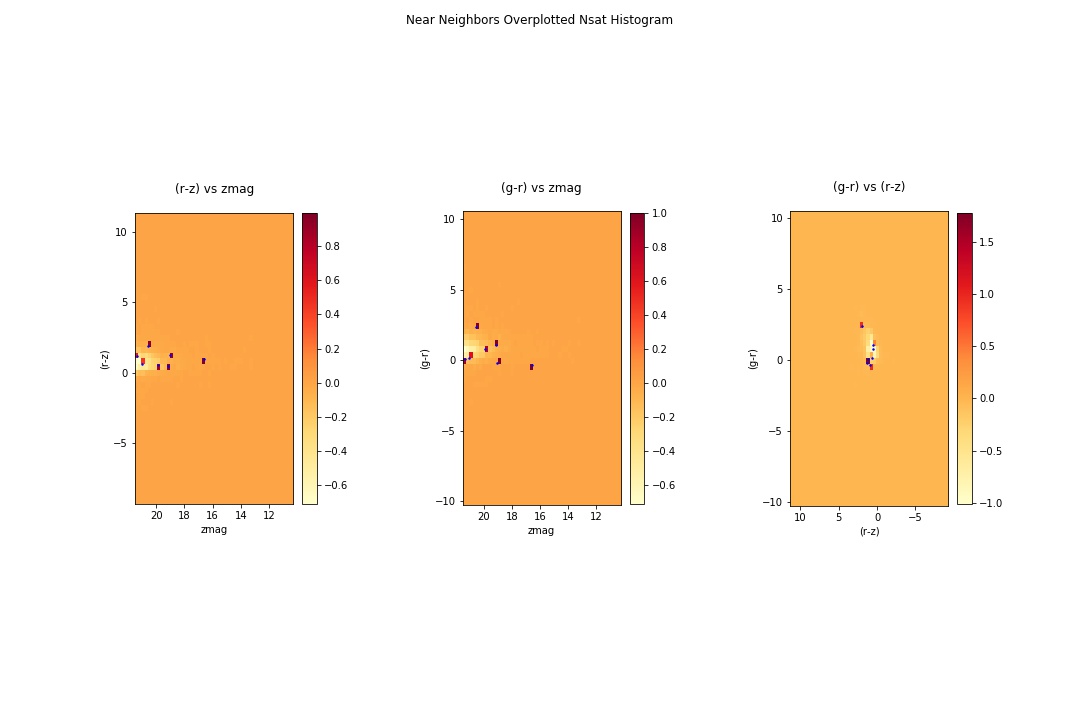 Near Neighbors Overplotted Nsat Histogram
(r-z) vs zmag
10
5
0
−5
(r-z)
20 18 16 14 12
zmag
0.8
0.6
0.4
0.2
0.0
−0.2
−0.4
−0.6
(g-r) vs zmag
10
5
0
−5
−10
(g-r)
20 18 16 14 12
zmag
1.0
0.8
0.6
0.4
0.2
0.0
−0.2
−0.4
−0.6
(g-r) vs (r-z)
10
5
0
−5
−10
(g-r)
10 5 0 −5
(r-z)
1.5
1.0
0.5
0.0
−0.5
−1.0